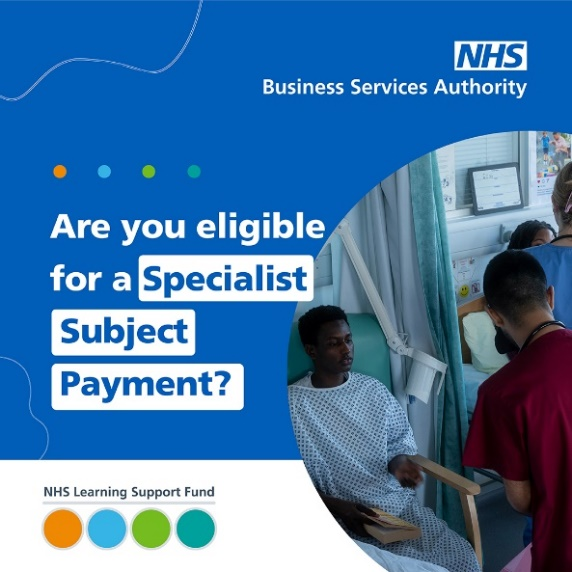 NHS
Business Services Authority
Are you eligible
for a Specialist
Subject
Payment?
NHS Learning Support Fund